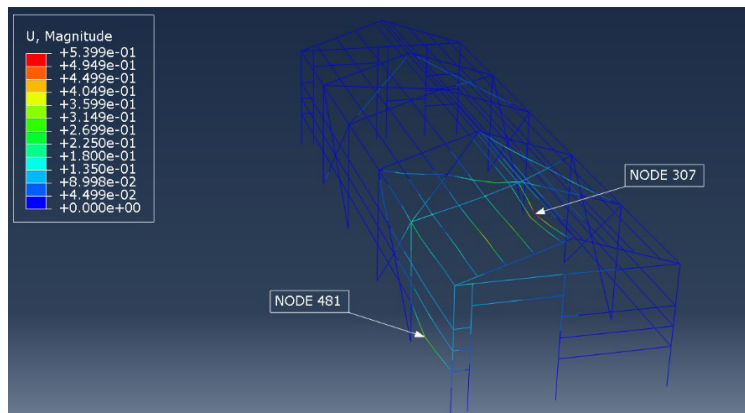 U, Magnitude
+5.399e-01
+4.949e-01
+4.499e-01
+4.049e-01
+3.599e-01
+3.149e-01
+2.699e-01
+2.250e-01
+1.800e-01
+1.350e-01
+8.998e-02
+4.499e-02
+0.000e+00
NODE 307
NODE 481